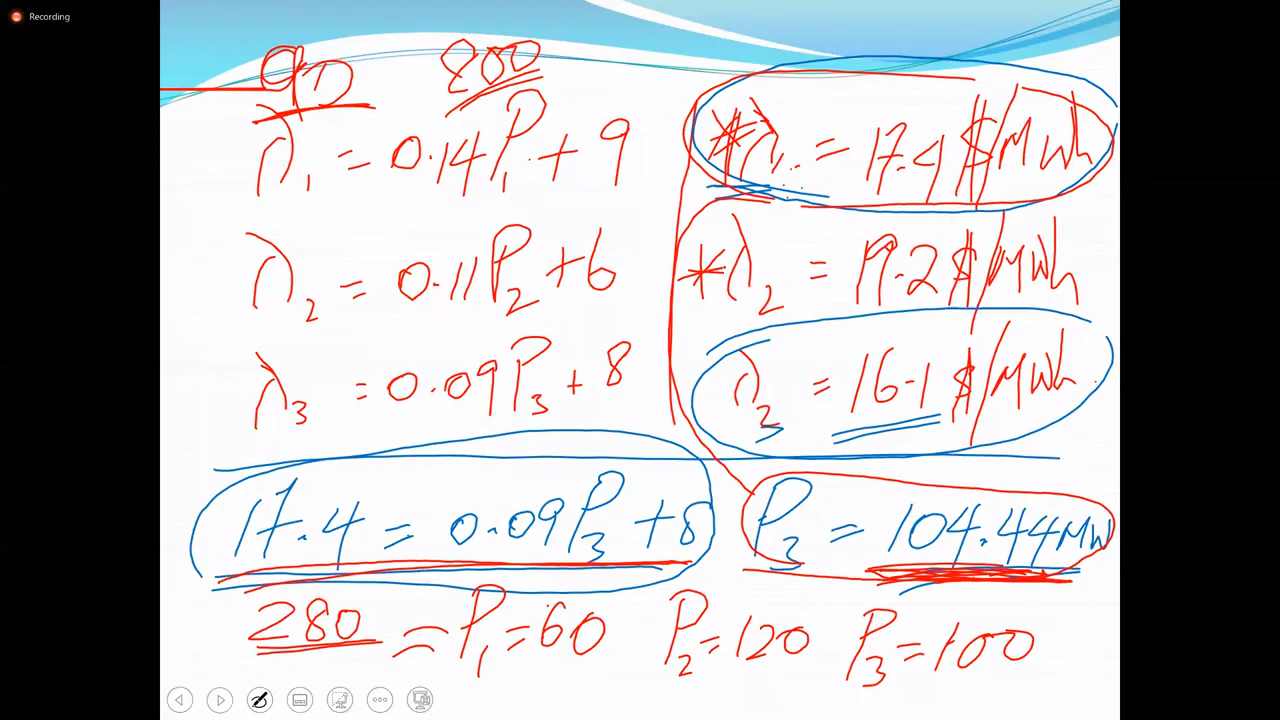 Recording
800
λ₁ = 0.14P₁ + 9
*λ₁ = 17.4 $/MWh
λ₂ = 0.11P₂ + 6
*λ₂ = 19.2 $/MWh
λ₃ = 0.09P₃ + 8
λ₃ = 16.1 $/MWh
17.4 = 0.09P₃ + 8
P₃ = 104.44 MW
280 = P₁ = 60 P₂ = 120 P₃ = 100